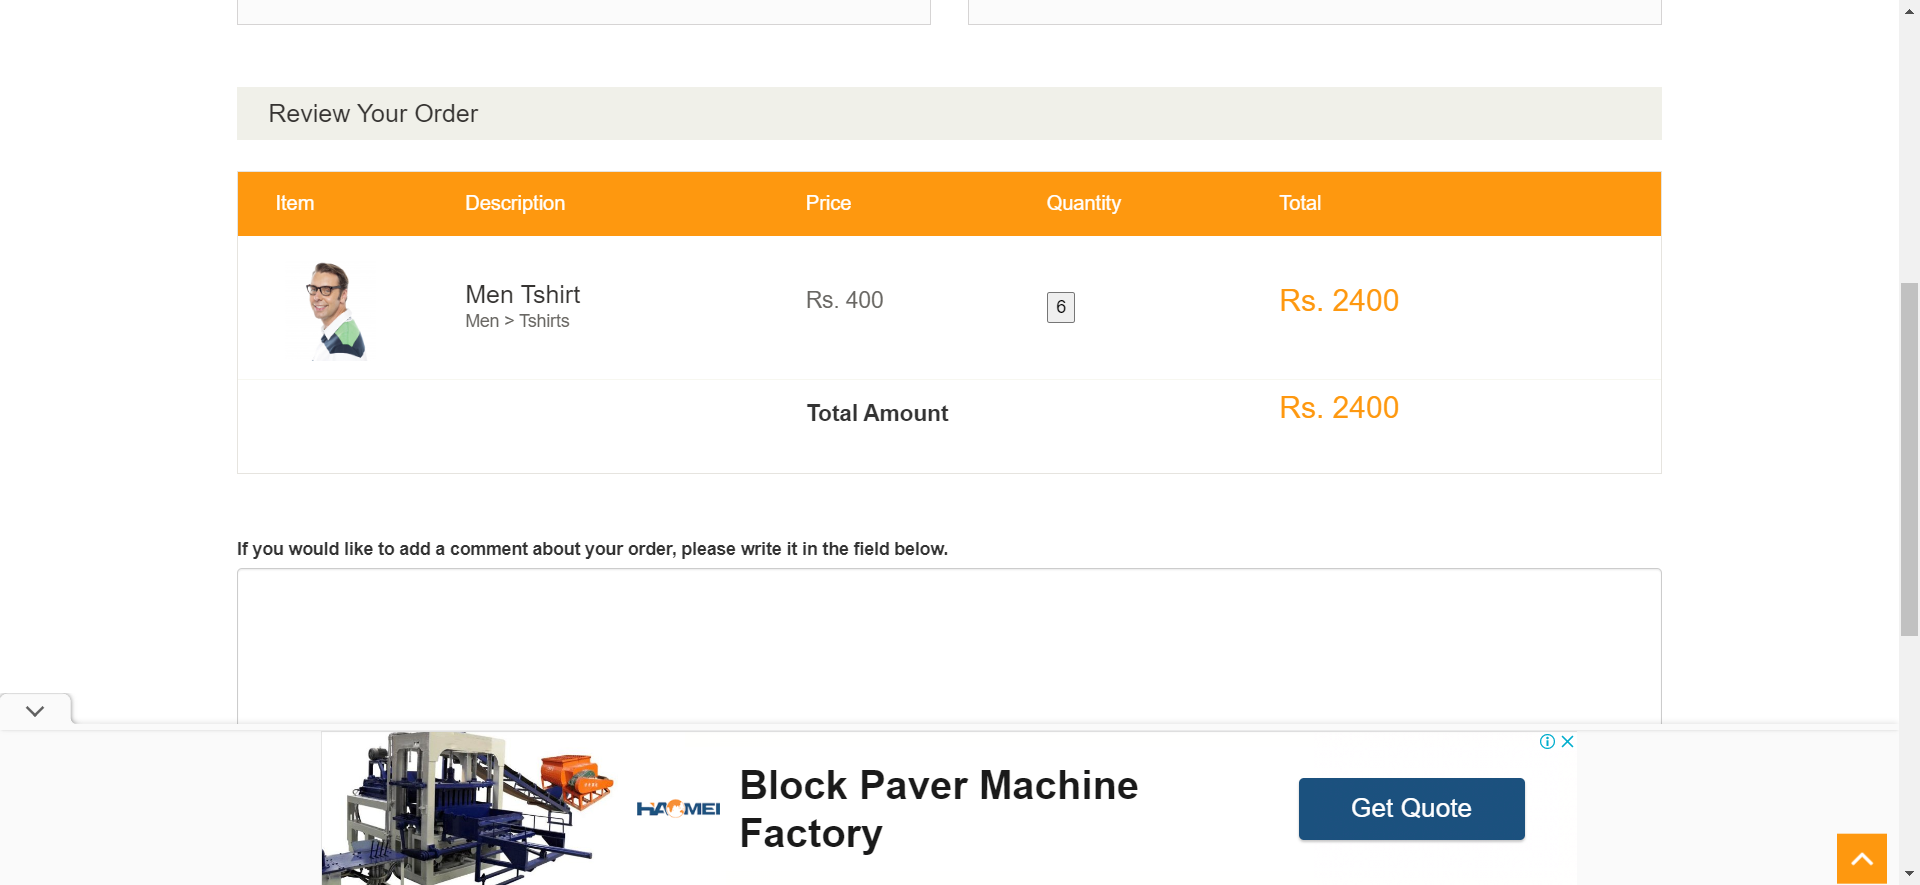 Review Your Order
Item Description Price Quantity Total
Men Tshirt
Men > Tshirts
Rs. 400
6
Rs. 2400
Total Amount
Rs. 2400
If you would like to add a comment about your order, please write it in the field below.
HAOMEI
Block Paver Machine
Factory
Get Quote